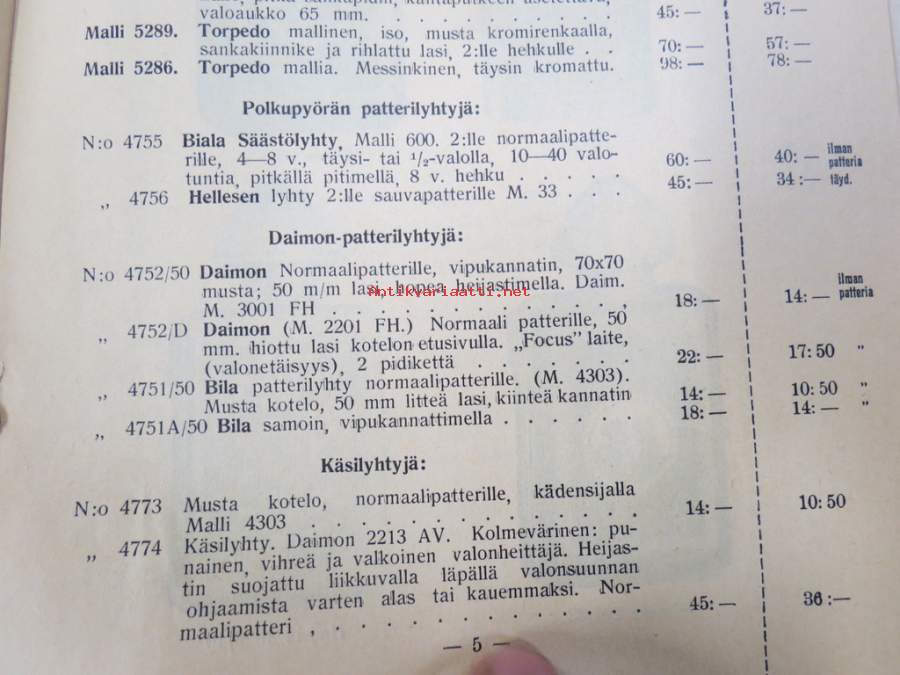 valoaukko 65 mm. . . . . . . . . . 45: — 37: —
Malli 5289. Torpedo mallinen, iso, musta kromirenkaalla,
sankakiinnike ja rihlattu lasi, 2:lle hehkulle . . 70: — 57: —
Malli 5286. Torpedo mallia. Messinkinen, täysin kromattu. 98: — 78: —
Polkupyörän patterilyhtyjä:
N:o 4755 Biala Säästölyhty, Malli 600. 2:lle normaalipatte-
rille, 4—8 v., täysi- tai 1/2-valolla, 10—40 valo-
tuntia, pitkällä pitimellä, 8 v. hehku . . . . . 60: — 40: — ilman patteria
„ 4756 Hellesen lyhty 2:lle sauvapatterille M. 33 . . . 45: — 34: — täyd.
Daimon-patterilyhtyjä:
N:o 4752/50 Daimon Normaalipatterille, vipukannatin, 70x70
musta; 50 m/m lasi, hopea heijastimella. Daim.
M. 3001 FH . . . . . . . . . . . . 18: — 14: — ilman patteria
Antikvariaatti.net
„ 4752/D Daimon (M. 2201 FH.) Normaali patterille, 50
mm. hiottu lasi kotelon etusivulla. „Focus" laite,
(valonetäisyys), 2 pidikettä . . . . . . . 22: — 17: 50 "
„ 4751/50 Bila patterilyhty normaalipatterille. (M. 4303).
Musta kotelo, 50 mm litteä lasi, kiinteä kannatin 14: — 10: 50 "
„ 4751A/50 Bila samoin, vipukannattimella . . . . . . 18: — 14: — "
Käsilyhtyjä:
N:o 4773 Musta kotelo, normaalipatterille, kädensijalla
Malli 4303 . . . . . . . . . . . . . 14: — 10: 50
„ 4774 Käsilyhty. Daimon 2213 AV. Kolmevärinen: pu-
nainen, vihreä ja valkoinen valonheittäjä. Heijas-
tin suojattu liikkuvalla läpällä valonsuunnan
ohjaamista varten alas tai kauemmaksi. Nor-
maalipatteri , . . . . . . . . . . . . 45: — 36 :—
— 5 —